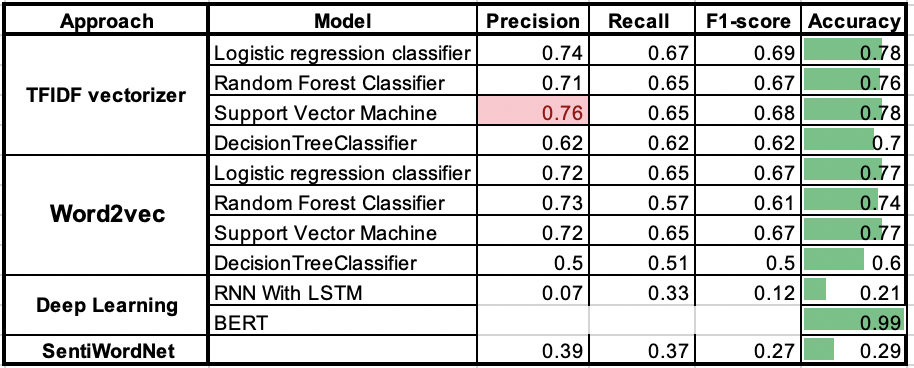 Approach Model Precision Recall F1-score Accuracy
TFIDF vectorizer Logistic regression classifier 0.74 0.67 0.69 0.78
Random Forest Classifier 0.71 0.65 0.67 0.76
Support Vector Machine 0.76 0.65 0.68 0.78
DecisionTreeClassifier 0.62 0.62 0.62 0.7
Word2vec Logistic regression classifier 0.72 0.65 0.67 0.77
Random Forest Classifier 0.73 0.57 0.61 0.74
Support Vector Machine 0.72 0.65 0.67 0.77
DecisionTreeClassifier 0.5 0.51 0.5 0.6
Deep Learning RNN With LSTM 0.07 0.33 0.12 0.21
BERT 0.99
SentiWordNet 0.39 0.37 0.27 0.29